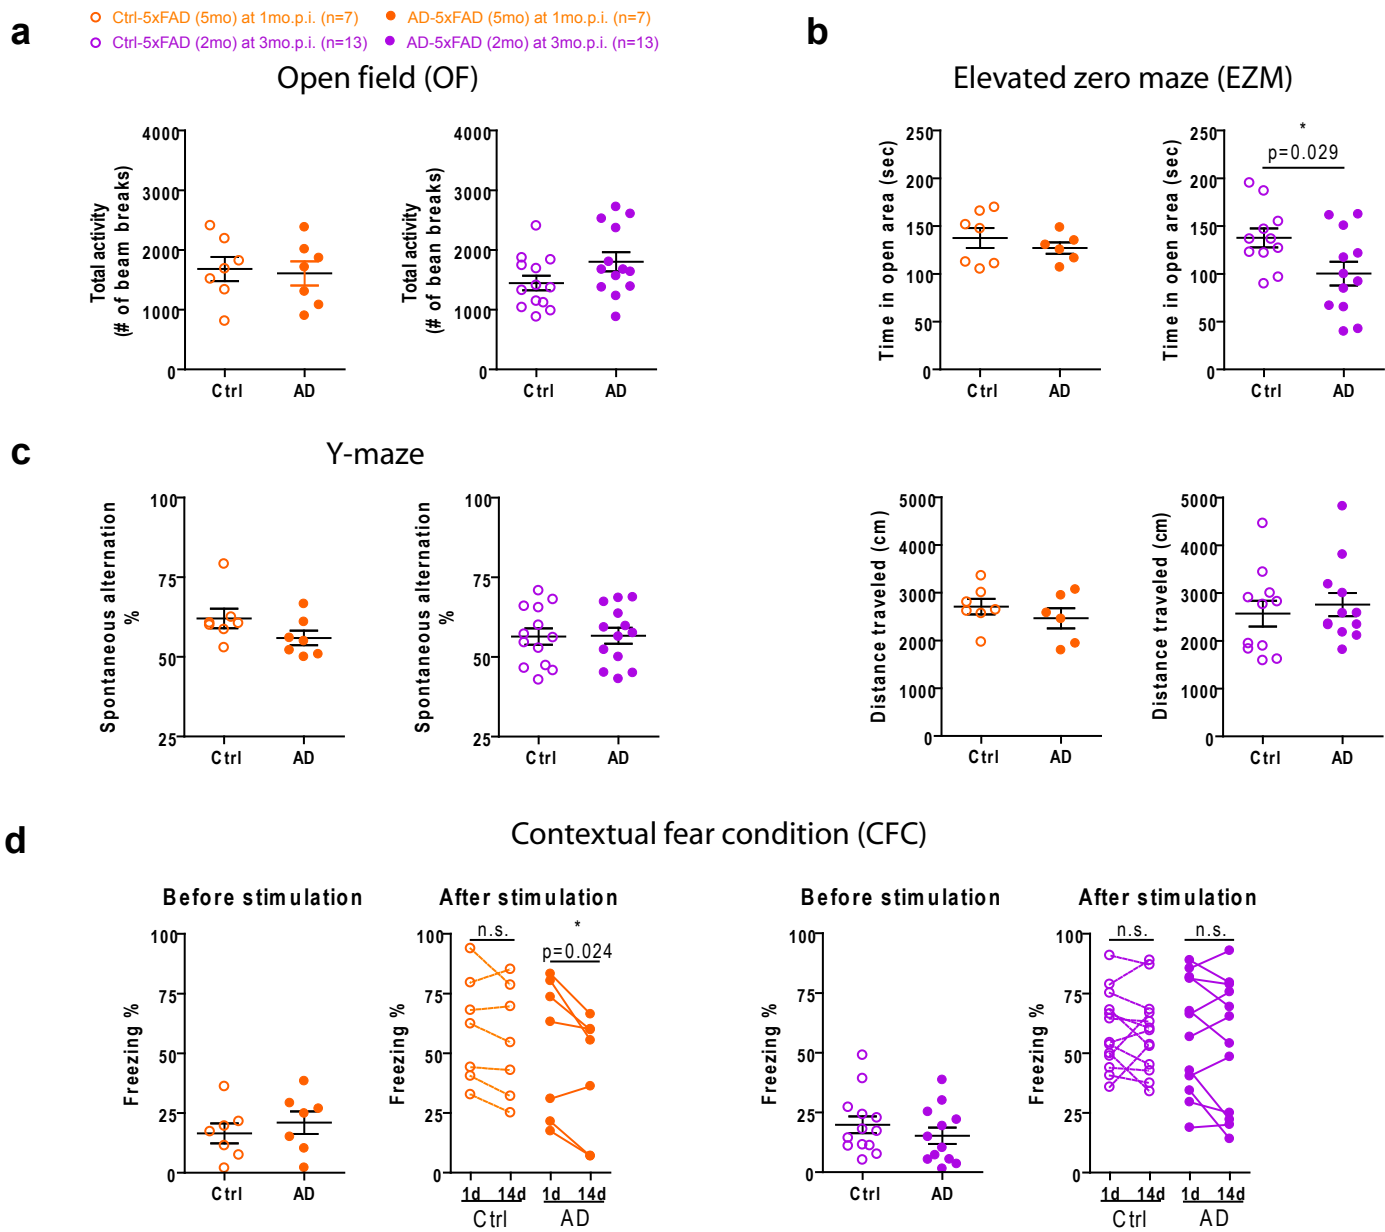 a
Ctrl-5xFAD (5mo) at 1mo.p.i. (n=7)
AD-5xFAD (5mo) at 1mo.p.i. (n=7)
Ctrl-5xFAD (2mo) at 3mo.p.i. (n=13)
AD-5xFAD (2mo) at 3mo.p.i. (n=13)
b
Open field (OF)
Elevated zero maze (EZM)
Total activity
(# of beam breaks)
4000
3000
2000
1000
0
Ctrl
AD
Total activity
(# of bean breaks)
4000
3000
2000
1000
0
Ctrl
AD
Time in open area (sec)
250
200
150
100
50
0
Ctrl
AD
Time in open area (sec)
250
200
150
100
50
0
*
p=0.029
Ctrl
AD
c
Y-maze
Spontaneous alternation
%
100
75
50
25
Ctrl
AD
Spontaneous alternation
%
100
75
50
25
Ctrl
AD
Distance traveled (cm)
5000
4000
3000
2000
1000
0
Ctrl
AD
Distance traveled (cm)
5000
4000
3000
2000
1000
0
Ctrl
AD
d
Contextual fear condition (CFC)
Before stimulation
Freezing %
100
75
50
25
0
Ctrl
AD
After stimulation
Freezing %
100
75
50
25
0
n.s.
*
p=0.024
1d 14d 1d 14d
Ctrl AD
Before stimulation
Freezing %
100
75
50
25
0
Ctrl
AD
After stimulation
Freezing %
100
75
50
25
0
n.s.
n.s.
1d 14d 1d 14d
Ctrl AD